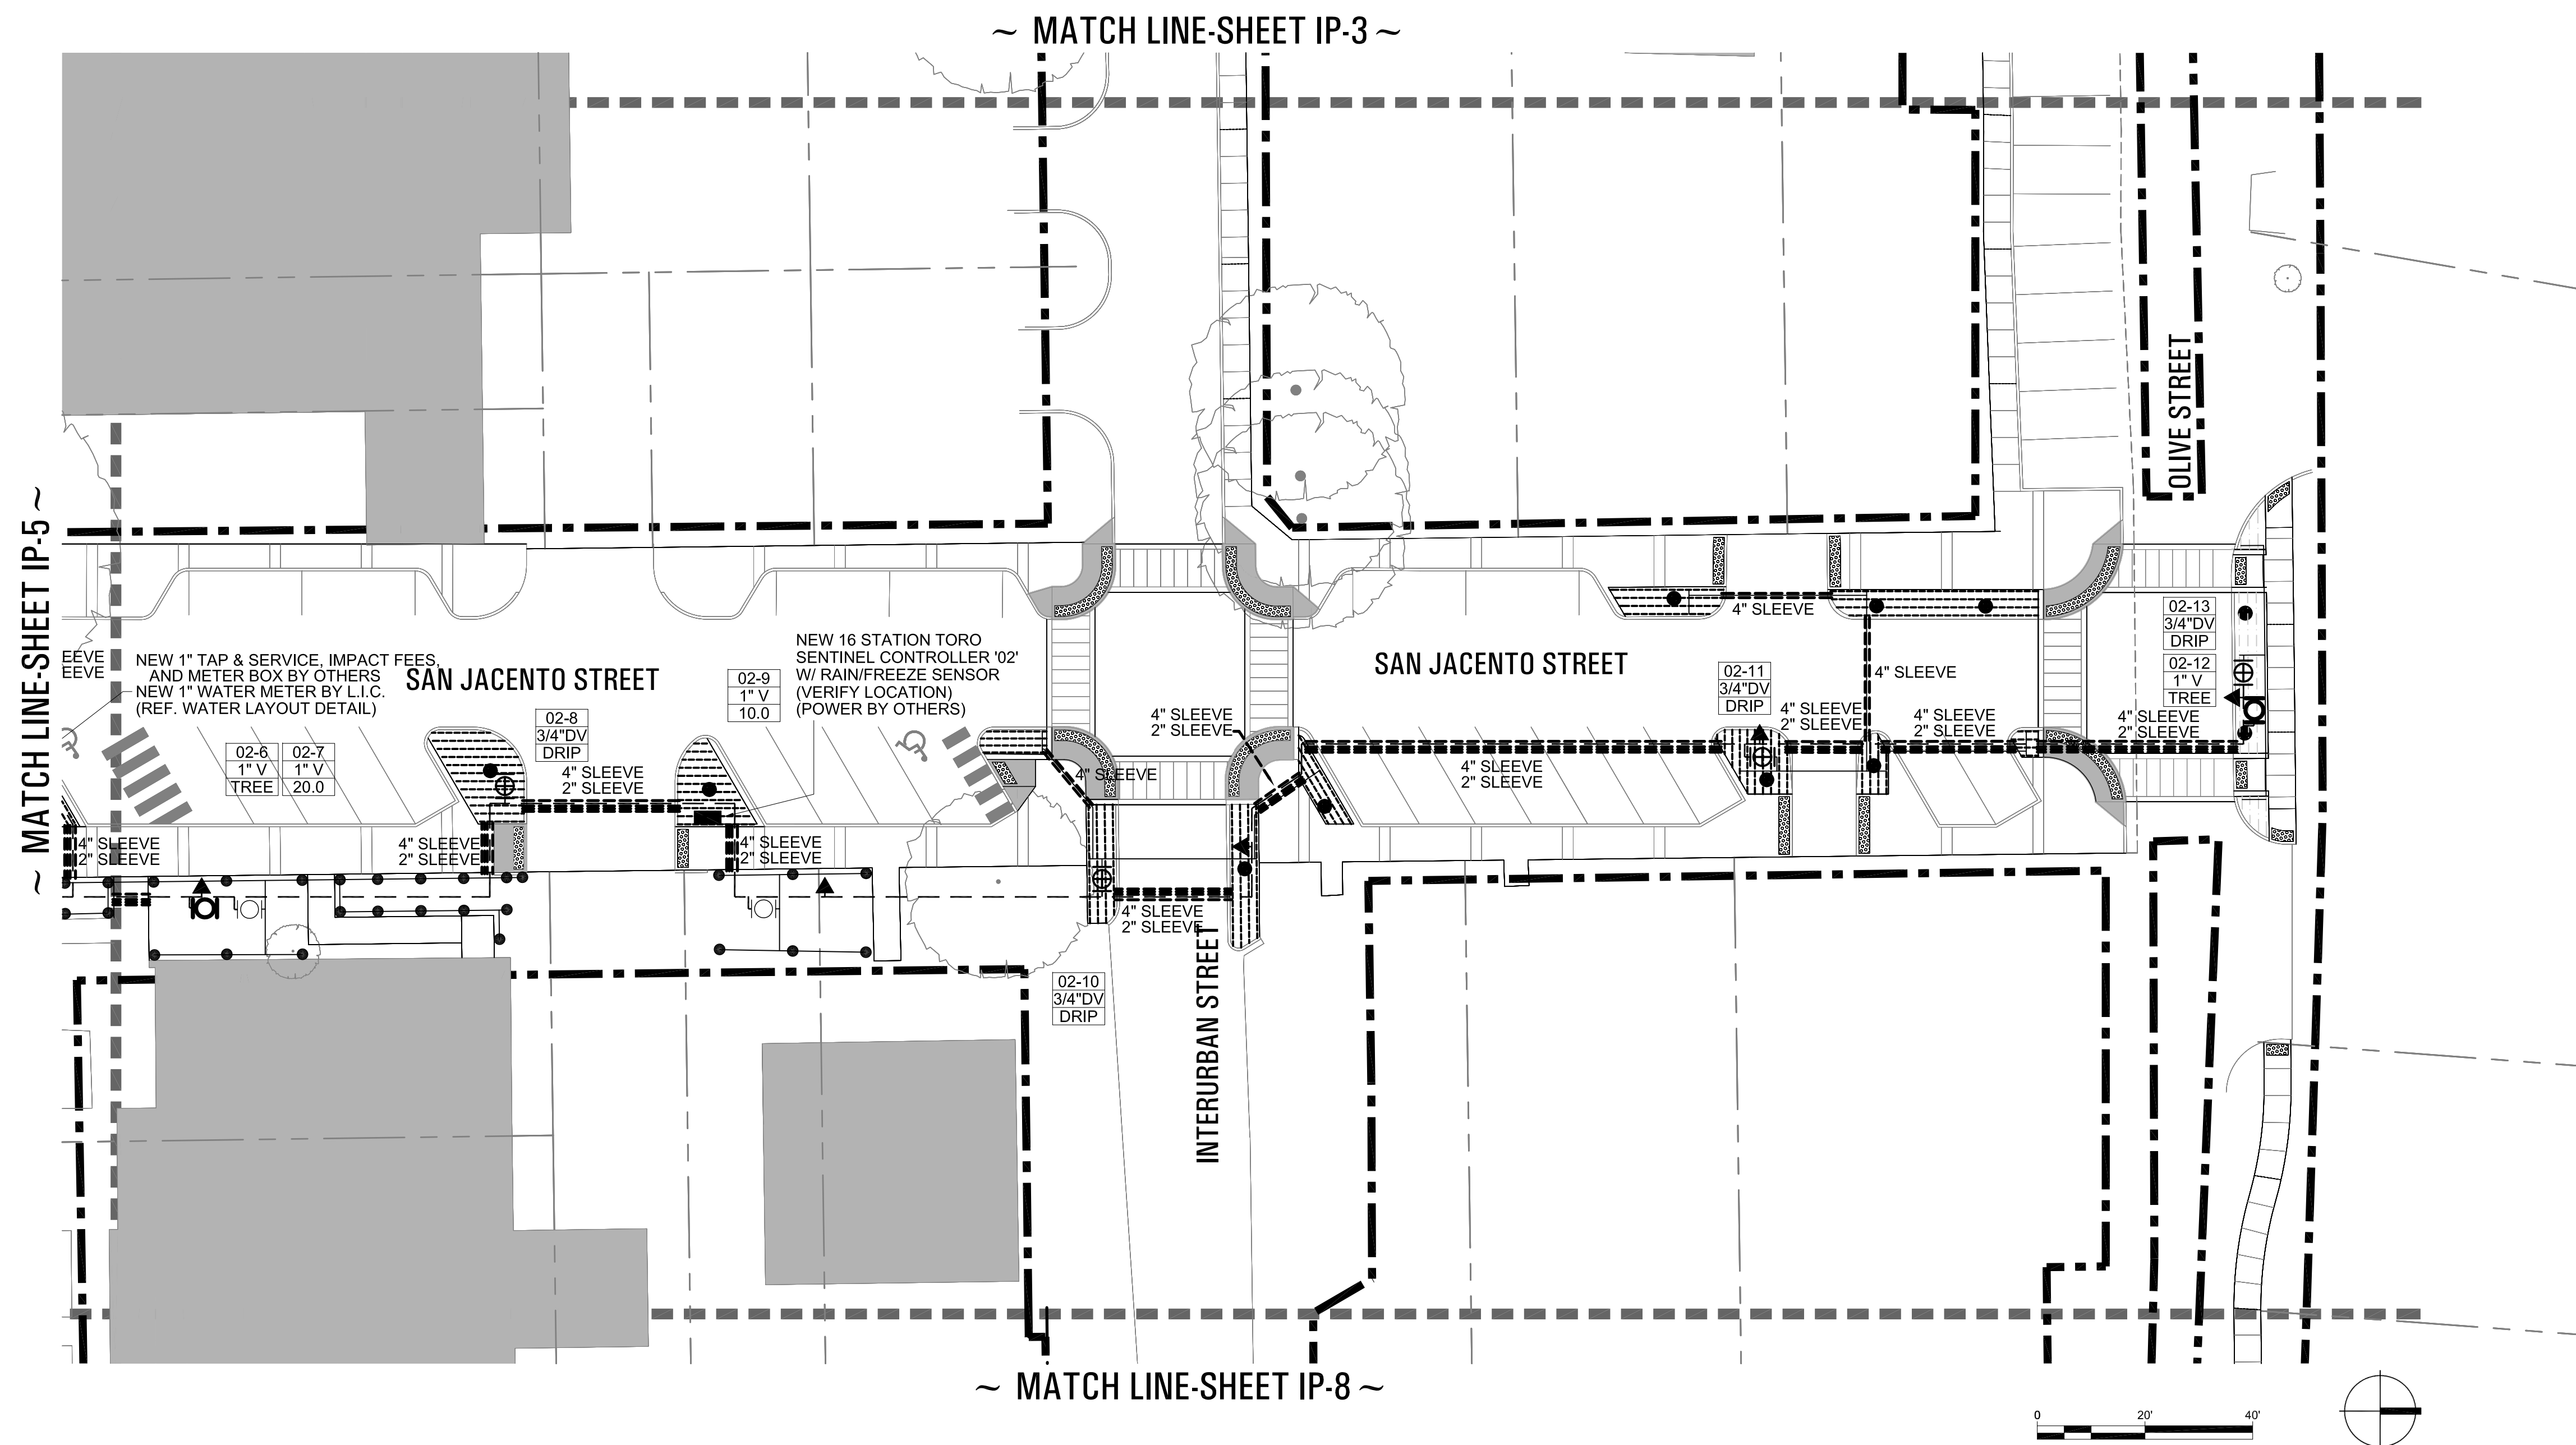 ~ MATCH LINE-SHEET IP-3 ~
OLIVE STREET
~ MATCH LINE-SHEET IP-5 ~
EEVE
EEVE
NEW 1" TAP & SERVICE, IMPACT FEES,
AND METER BOX BY OTHERS
NEW 1" WATER METER BY L.I.C.
(REF. WATER LAYOUT DETAIL)
SAN JACENTO STREET
02-6
1" V
TREE
02-7
1" V
20.0
02-8
3/4"DV
DRIP
4" SLEEVE
2" SLEEVE
02-9
1" V
10.0
NEW 16 STATION TORO
SENTINEL CONTROLLER '02'
W/ RAIN/FREEZE SENSOR
(VERIFY LOCATION)
(POWER BY OTHERS)
4" SLEEVE
2" SLEEVE
4" SLEEVE
2" SLEEVE
4" SLEEVE
2" SLEEVE
4" SLEEVE
4" SLEEVE
2" SLEEVE
4" SLEEVE
2" SLEEVE
SAN JACENTO STREET
4" SLEEVE
2" SLEEVE
4" SLEEVE
4" SLEEVE
02-11
3/4"DV
DRIP
4" SLEEVE
2" SLEEVE
4" SLEEVE
2" SLEEVE
02-13
3/4"DV
DRIP
02-12
1" V
TREE
4" SLEEVE
2" SLEEVE
02-10
3/4"DV
DRIP
INTERURBAN STREET
~ MATCH LINE-SHEET IP-8 ~
0 20' 40'